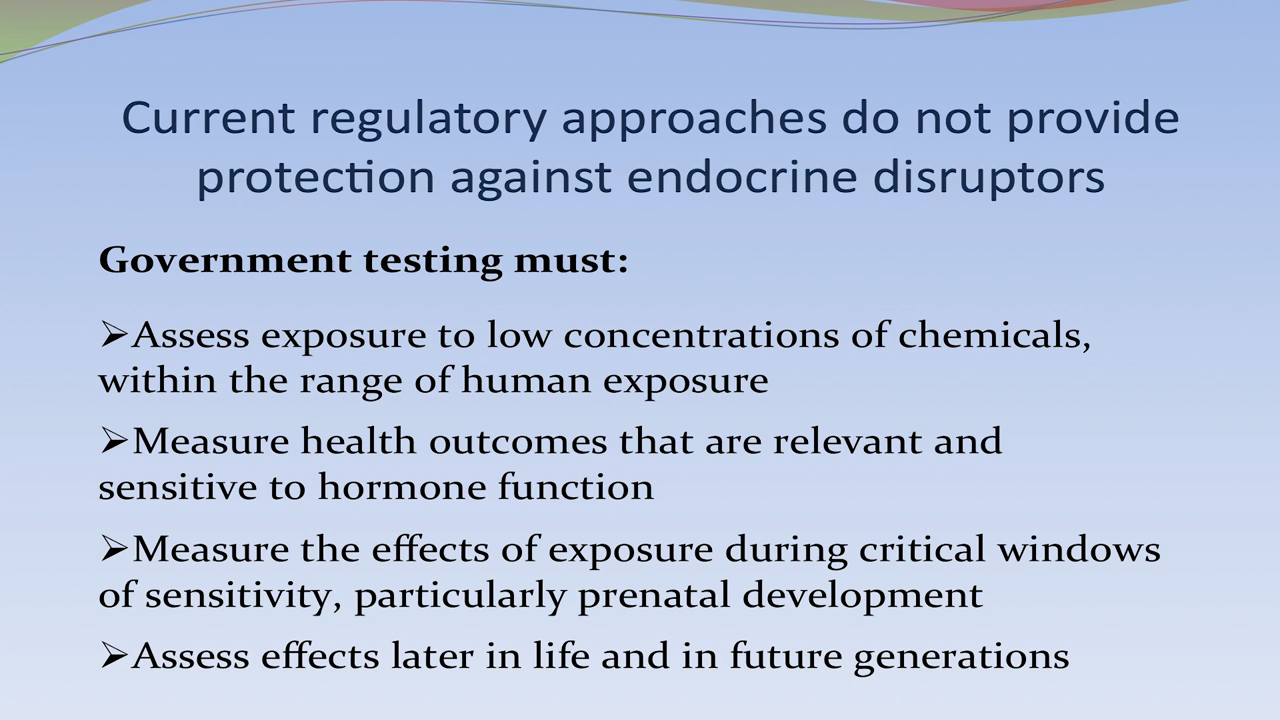 Current regulatory approaches do not provide
protection against endocrine disruptors
Government testing must:
➢Assess exposure to low concentrations of chemicals,
within the range of human exposure
➢Measure health outcomes that are relevant and
sensitive to hormone function
➢Measure the effects of exposure during critical windows
of sensitivity, particularly prenatal development
➢Assess effects later in life and in future generations